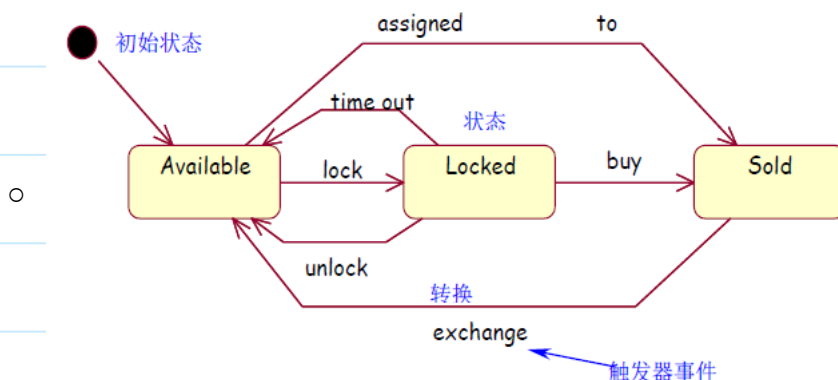 assigned to
初始状态
time out
状态
Available
lock
Locked
buy
Sold
unlock
转换
exchange
触发器事件